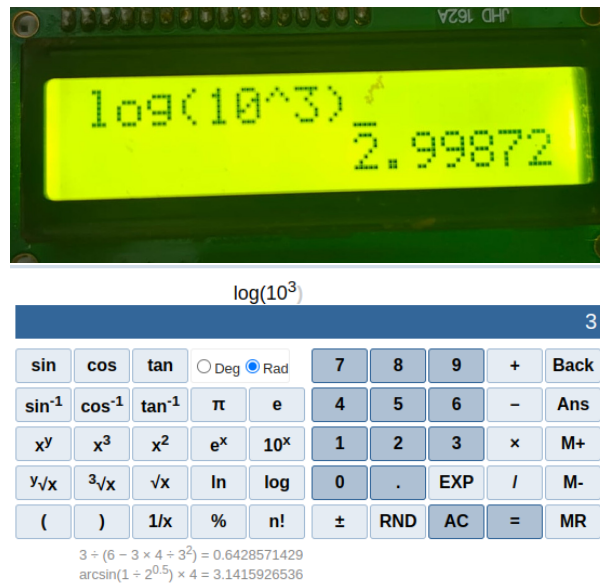 JHD 162A
log(10^3)_
2.99872
log(10³)
3
sin cos tan Deg Rad 7 8 9 + Back
sin⁻¹ cos⁻¹ tan⁻¹ π e 4 5 6 − Ans
xʸ x³ x² eˣ 10ˣ 1 2 3 × M+
ʸ√x ³√x √x ln log 0 . EXP / M-
( ) 1/x % n! ± RND AC = MR
3 ÷ (6 − 3 × 4 ÷ 3²) = 0.6428571429
arcsin(1 ÷ 2⁰·⁵) × 4 = 3.1415926536